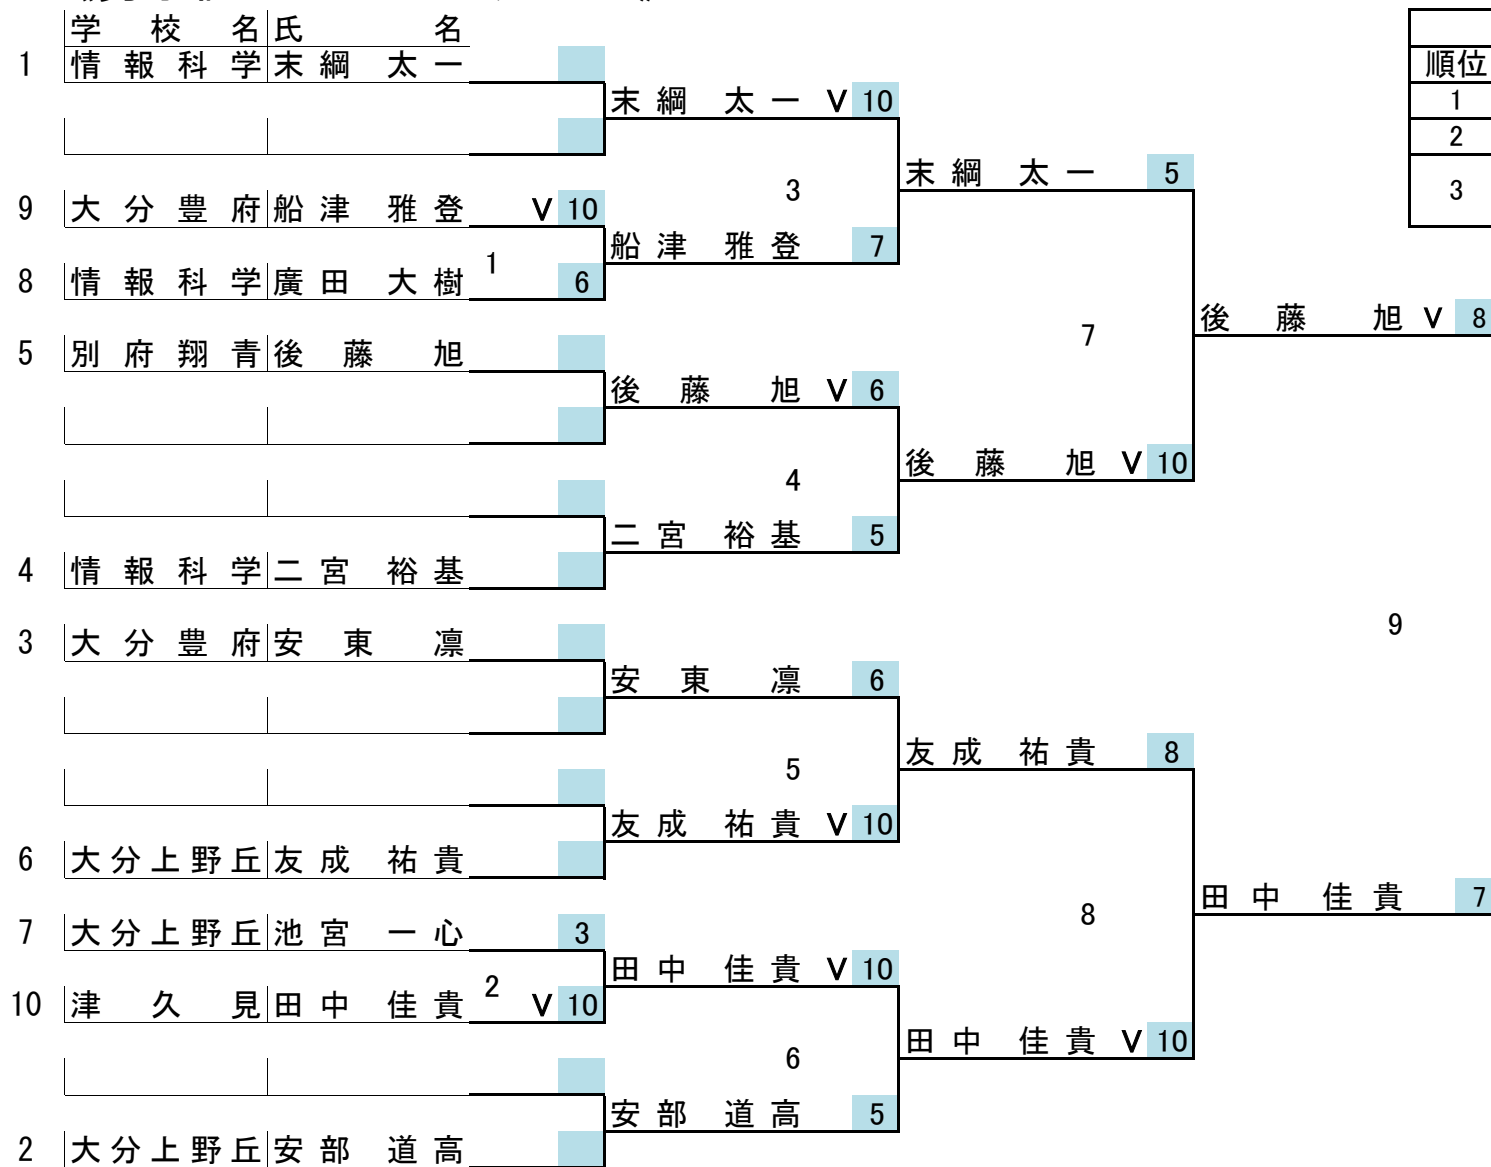 学校名 氏名
1 情報科学 末綱 太一
末綱 太一 V 10
順位
1
2
3
末綱 太一 5
3
9 大分豊府 船津 雅登 V 10
船津 雅登 7
1
8 情報科学 廣田 大樹 6
後藤 旭 V 8
7
5 別府翔青 後藤 旭
後藤 旭 V 6
後藤 旭 V 10
4
二宮 裕基 5
4 情報科学 二宮 裕基
9
3 大分豊府 安東 凛
安東 凛 6
友成 祐貴 8
5
友成 祐貴 V 10
6 大分上野丘 友成 祐貴
田中 佳貴 7
8
7 大分上野丘 池宮 一心 3
田中 佳貴 V 10
2
10 津久見 田中 佳貴 V 10
田中 佳貴 V 10
6
安部 道高 5
2 大分上野丘 安部 道高